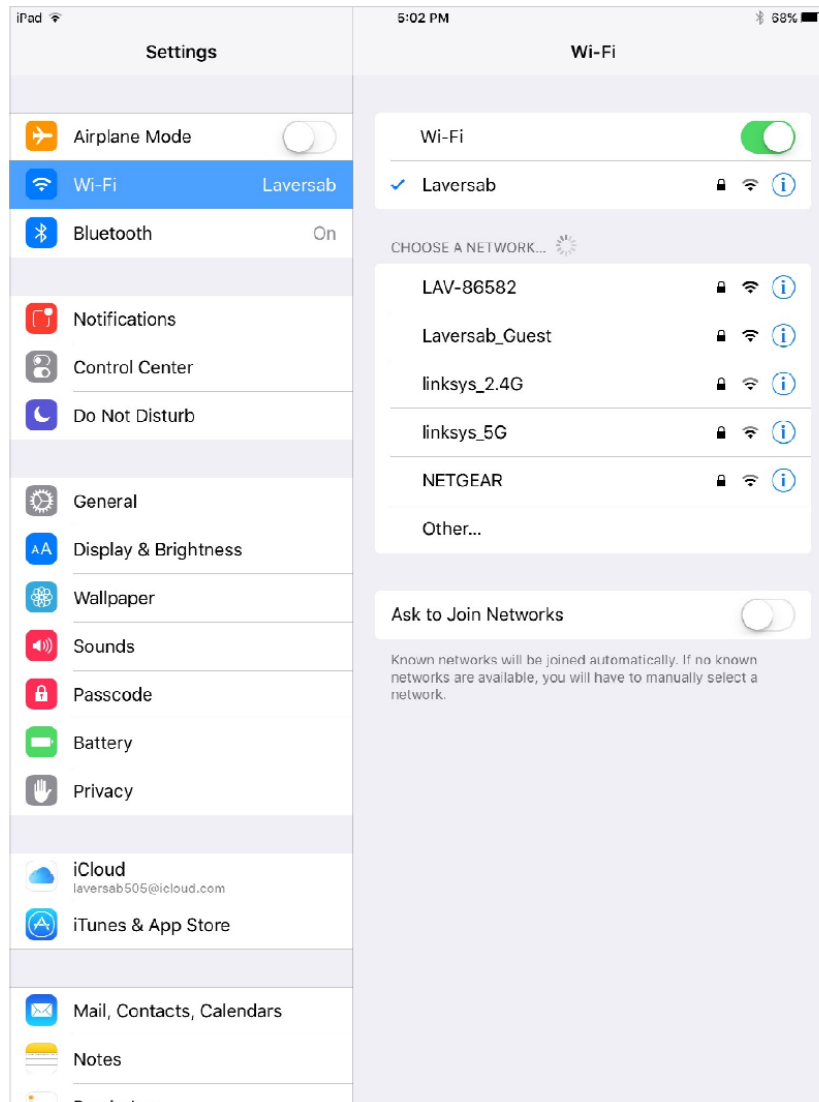 iPad 5:02 PM 68%
Settings
Wi-Fi
Airplane Mode
Wi-Fi Laversab
Bluetooth On
Notifications
Control Center
Do Not Disturb
General
AA Display & Brightness
Wallpaper
Sounds
Passcode
Battery
Privacy
iCloud
laversab505@icloud.com
iTunes & App Store
Mail, Contacts, Calendars
Notes
Wi-Fi
Laversab
CHOOSE A NETWORK...
LAV-86582
Laversab_Guest
linksys_2.4G
linksys_5G
NETGEAR
Other...
Ask to Join Networks
Known networks will be joined automatically. If no known
networks are available, you will have to manually select a
network.